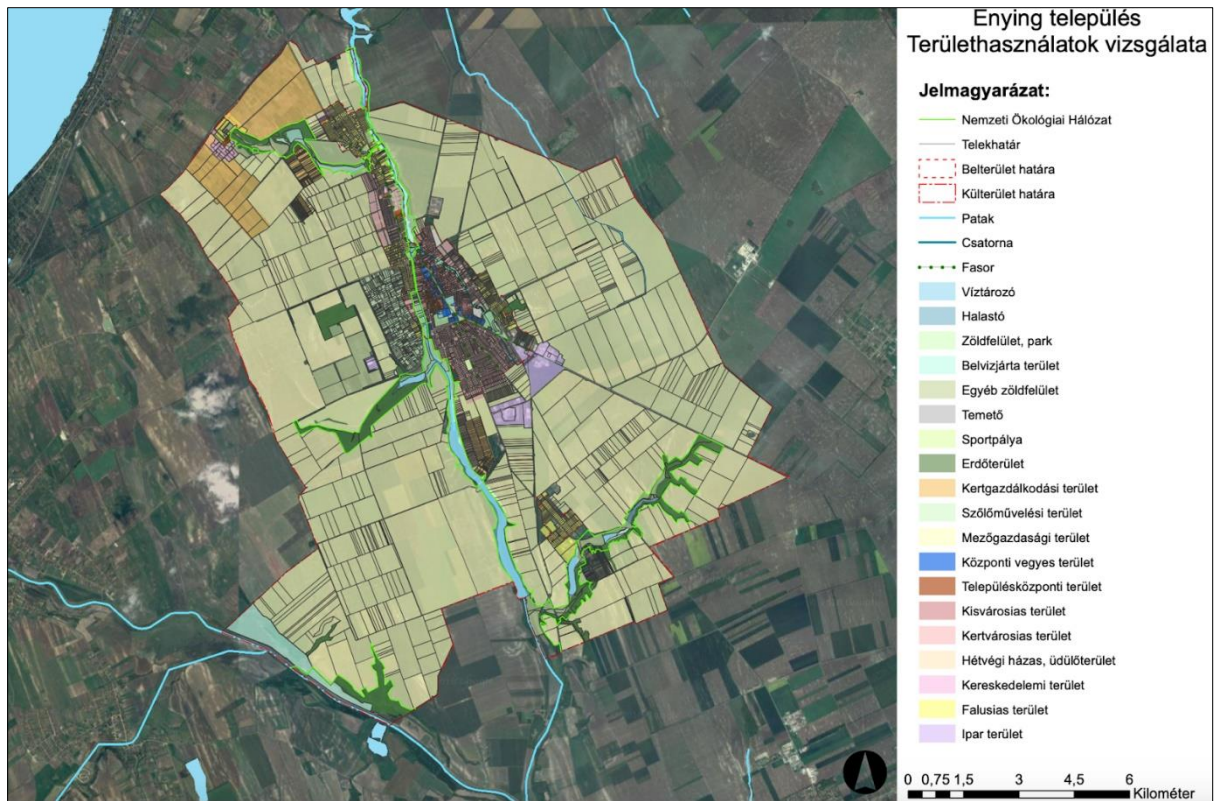 Enying település
Területhasználatok vizsgálata
Jelmagyarázat:
Nemzeti Ökológiai Hálózat
Telekhatár
Belterület határa
Külterület határa
Patak
Csatorna
Fasor
Víztározó
Halastó
Zöldfelület, park
Belvizjárta terület
Egyéb zöldfelület
Temető
Sportpálya
Erdőterület
Kertgazdálkodási terület
Szőlőművelési terület
Mezőgazdasági terület
Központi vegyes terület
Településközponti terület
Kisvárosias terület
Kertvárosias terület
Hétvégi házas, üdülőterület
Kereskedelemi terület
Falusias terület
Ipar terület
0 0,75 1,5 3 4,5 6
Kilométer